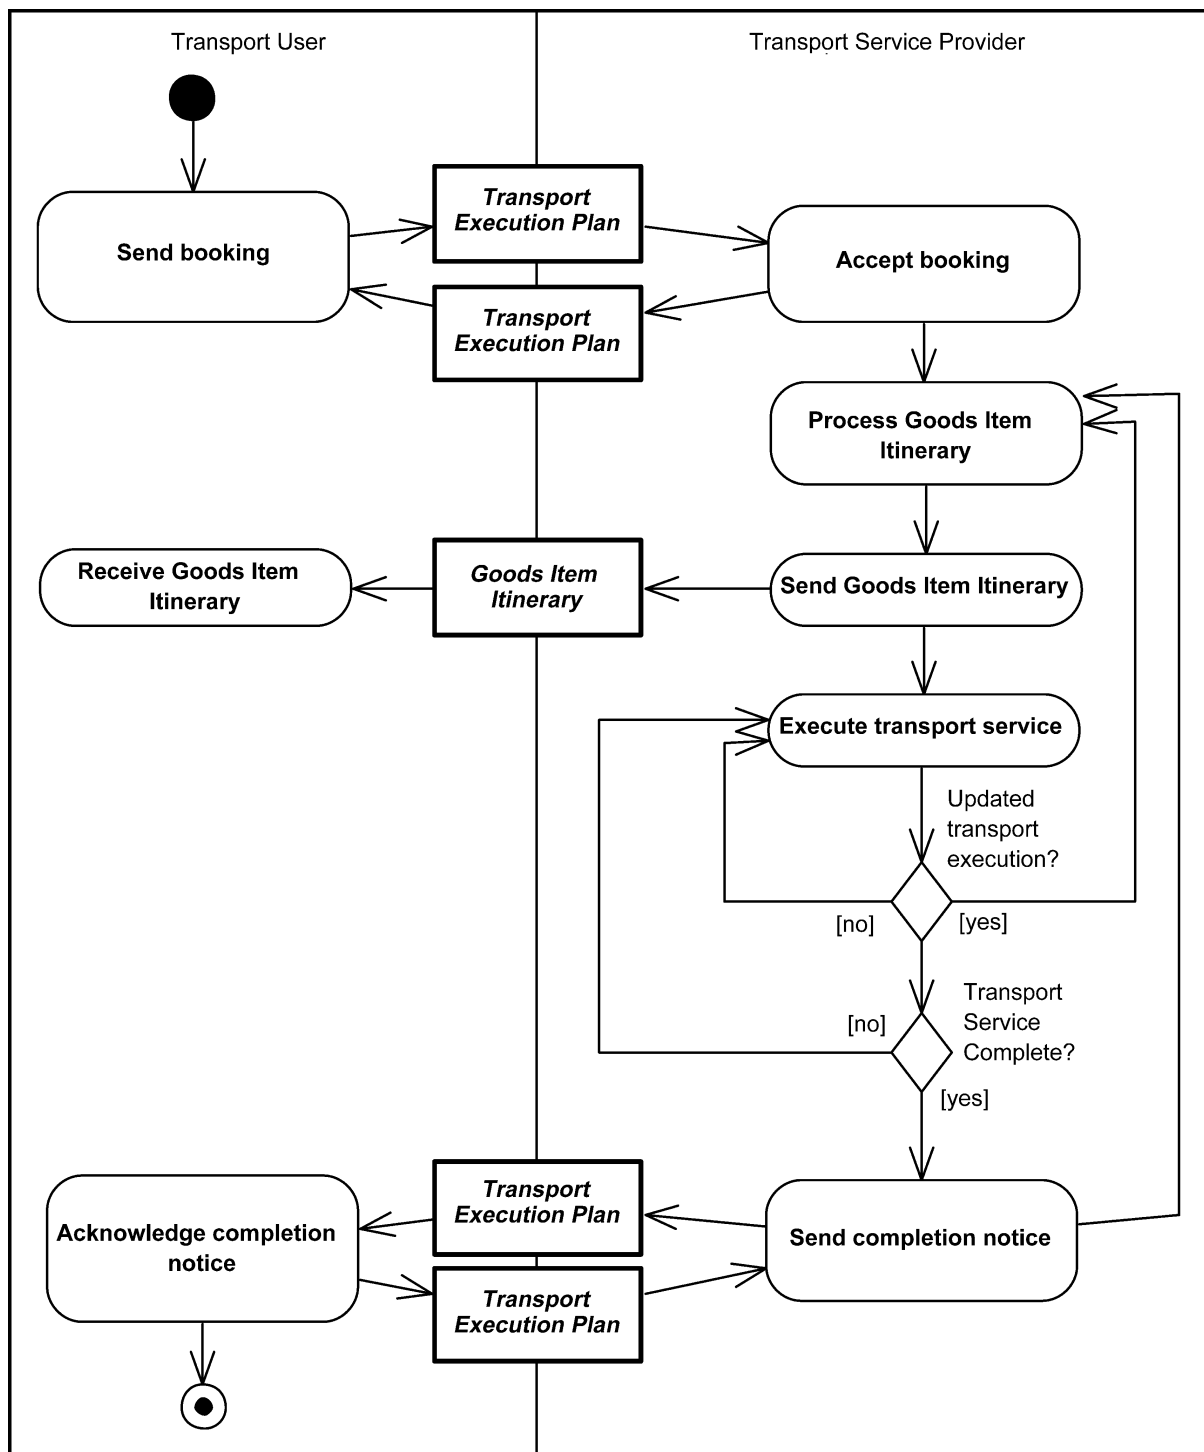 Transport User
Transport Service Provider
Transport
Execution Plan
Send booking
Accept booking
Transport
Execution Plan
Process Goods Item
Itinerary
Receive Goods Item
Itinerary
Goods Item
Itinerary
Send Goods Item Itinerary
Execute transport service
Updated
transport
execution?
[no]
[yes]
Transport
Service
Complete?
[no]
[yes]
Transport
Execution Plan
Acknowledge completion
notice
Send completion notice
Transport
Execution Plan